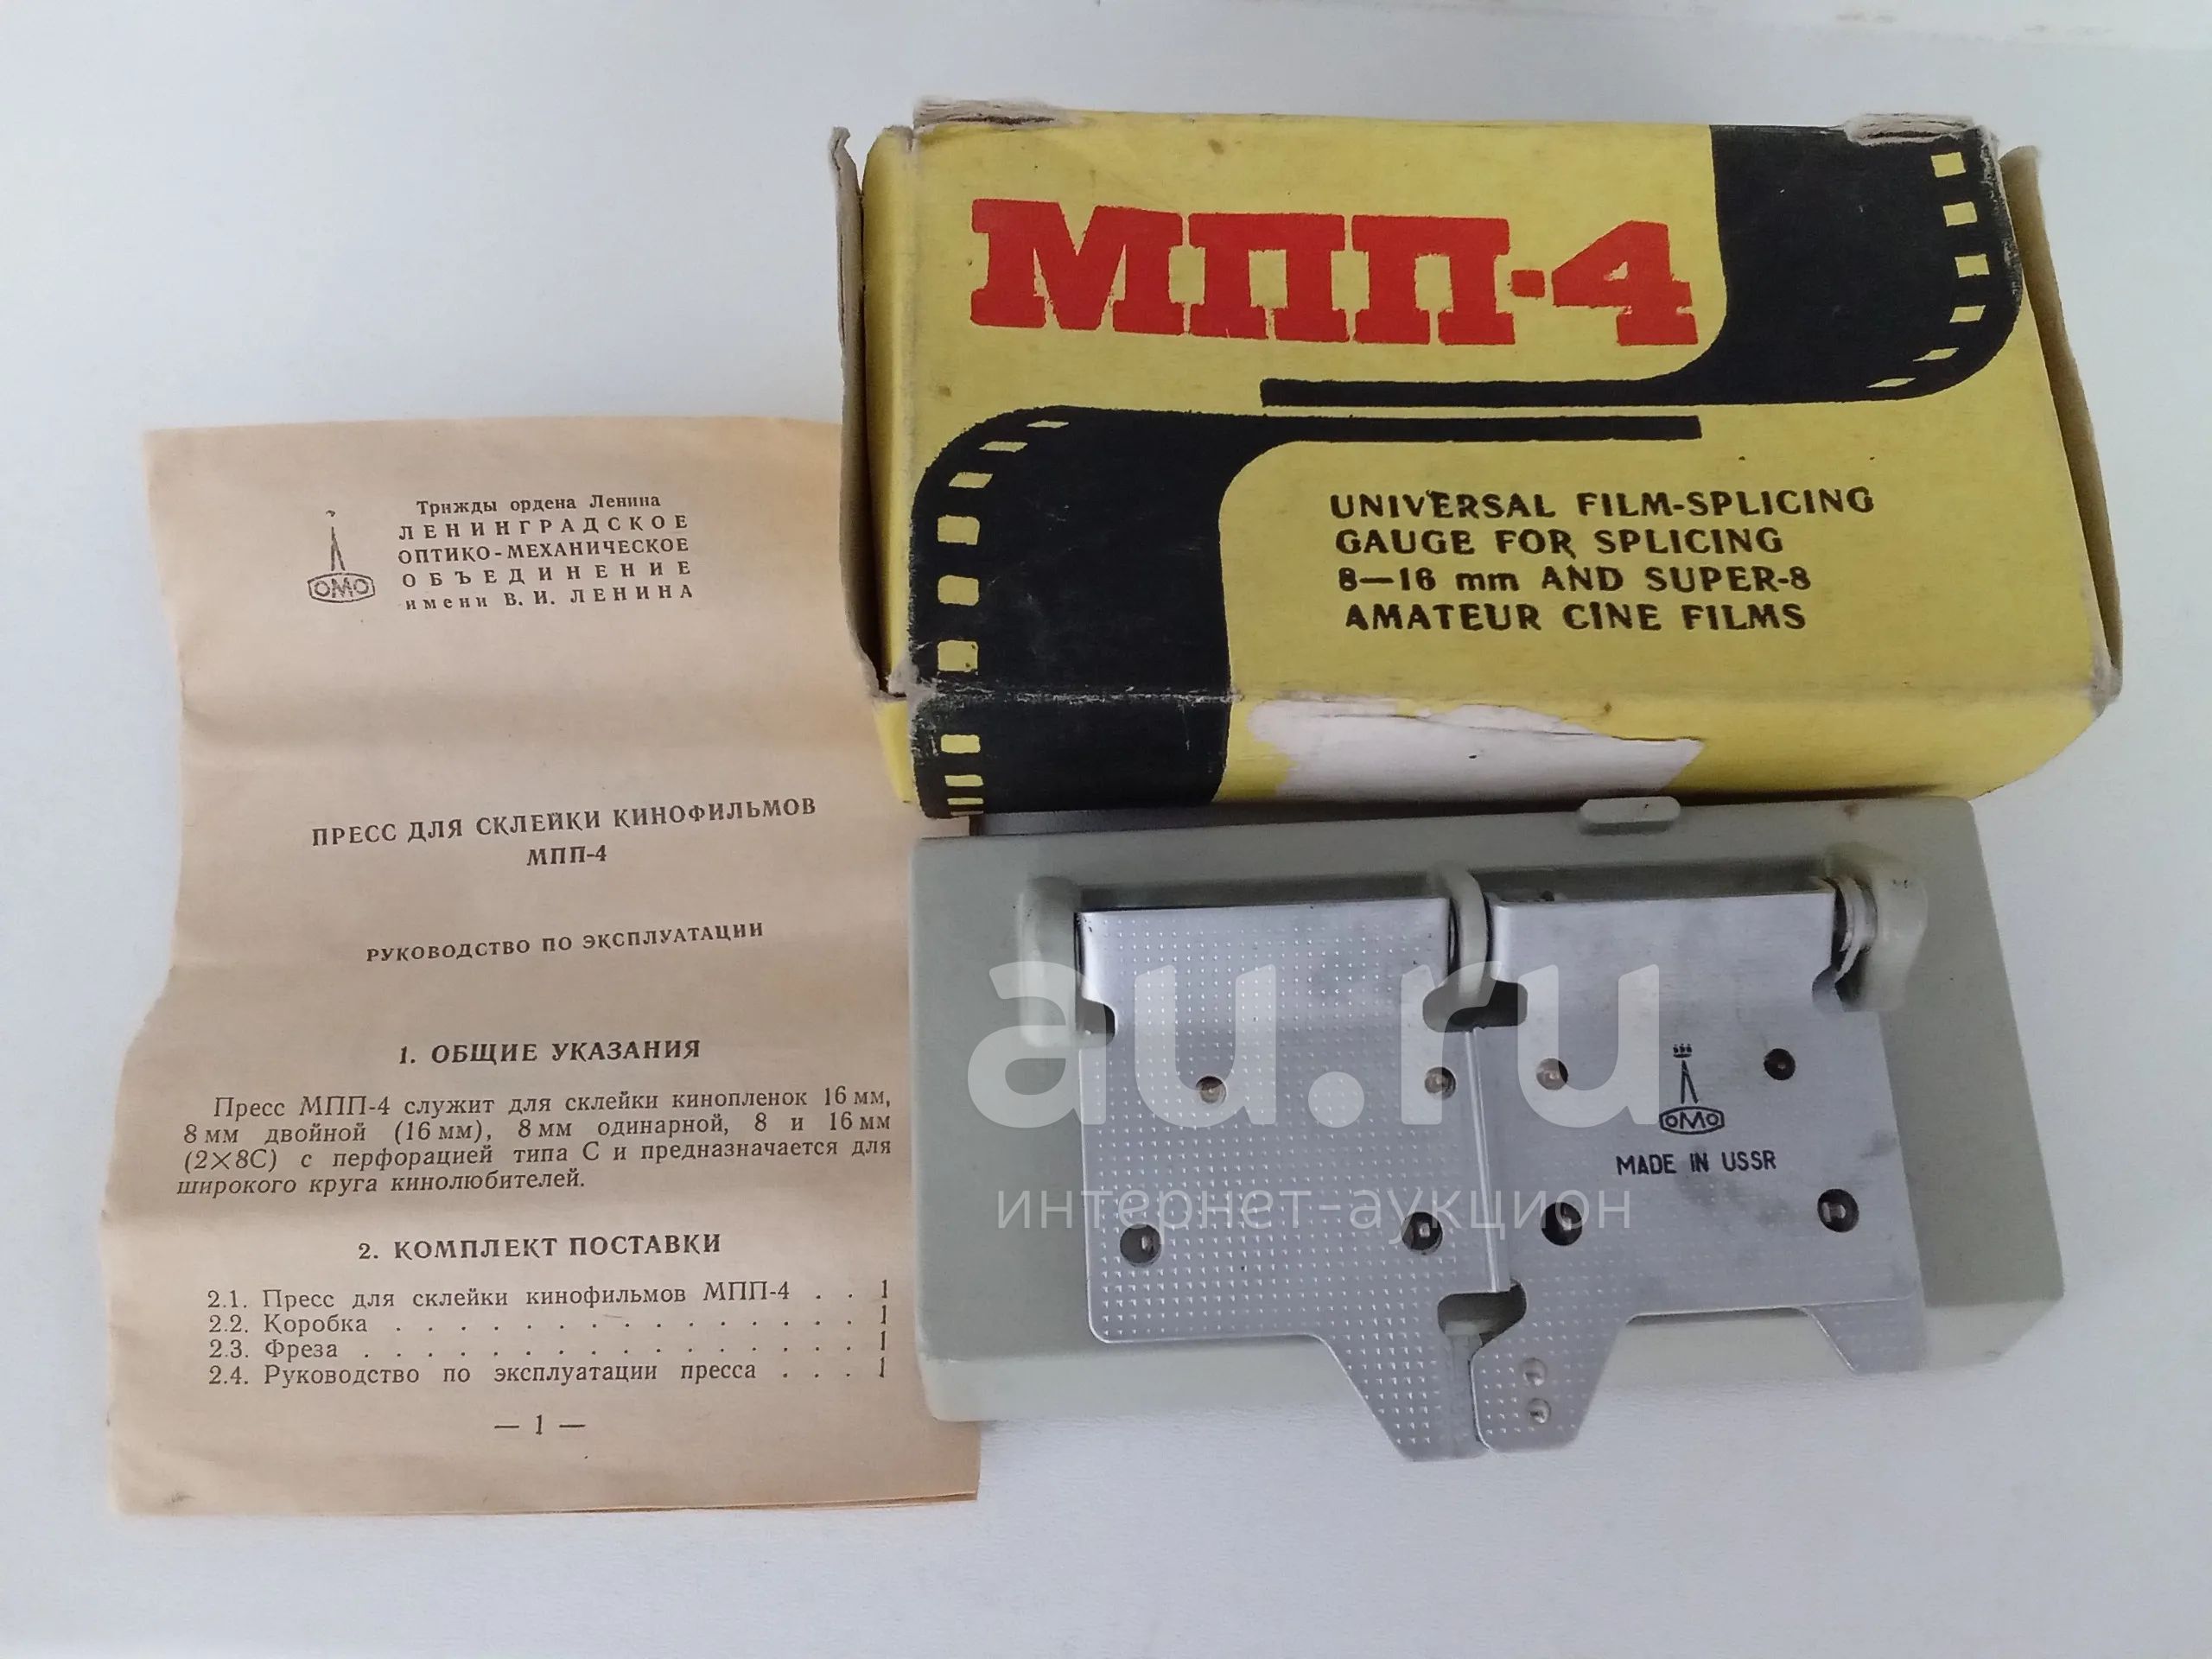 Трижды ордена Ленина
ЛЕНИНГРАДСКОЕ
ОПТИКО-МЕХАНИЧЕСКОЕ
ОБЪЕДИНЕНИЕ
имени В. И. ЛЕНИНА
ЛОМО
ПРЕСС ДЛЯ СКЛЕЙКИ КИНОФИЛЬМОВ
МПП-4
РУКОВОДСТВО ПО ЭКСПЛУАТАЦИИ
1. ОБЩИЕ УКАЗАНИЯ
Пресс МПП-4 служит для склейки кинопленок 16 мм,
8 мм двойной (16 мм), 8 мм одинарной, 8 и 16 мм
(2×8С) с перфорацией типа С и предназначается для
широкого круга кинолюбителей.
2. КОМПЛЕКТ ПОСТАВКИ
2.1. Пресс для склейки кинофильмов МПП-4 . . 1
2.2. Коробка . . . . . . . . . . . . . . . 1
2.3. Фреза . . . . . . . . . . . . . . . . 1
2.4. Руководство по эксплуатации пресса . . . 1
— 1 —
МПП-4
UNIVERSAL FILM-SPLICING
GAUGE FOR SPLICING
8—16 mm AND SUPER-8
AMATEUR CINE FILMS
ЛОМО
MADE IN USSR
au.ru
интернет-аукцион